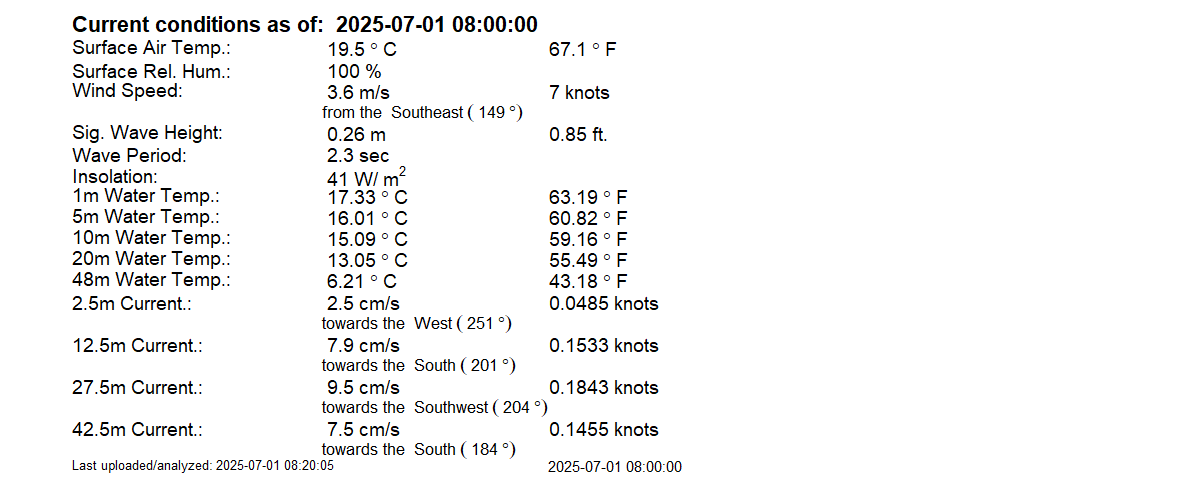 Current conditions as of: 2025-07-01 08:00:00
Surface Air Temp.: 19.5 ° C 67.1 ° F
Surface Rel. Hum.: 100 %
Wind Speed: 3.6 m/s 7 knots
from the Southeast ( 149 °)
Sig. Wave Height: 0.26 m 0.85 ft.
Wave Period: 2.3 sec
Insolation: 41 W/ m²
1m Water Temp.: 17.33 ° C 63.19 ° F
5m Water Temp.: 16.01 ° C 60.82 ° F
10m Water Temp.: 15.09 ° C 59.16 ° F
20m Water Temp.: 13.05 ° C 55.49 ° F
48m Water Temp.: 6.21 ° C 43.18 ° F
2.5m Current.: 2.5 cm/s 0.0485 knots
towards the West ( 251 °)
12.5m Current.: 7.9 cm/s 0.1533 knots
towards the South ( 201 °)
27.5m Current.: 9.5 cm/s 0.1843 knots
towards the Southwest ( 204 °)
42.5m Current.: 7.5 cm/s 0.1455 knots
towards the South ( 184 °)
Last uploaded/analyzed: 2025-07-01 08:20:05 2025-07-01 08:00:00